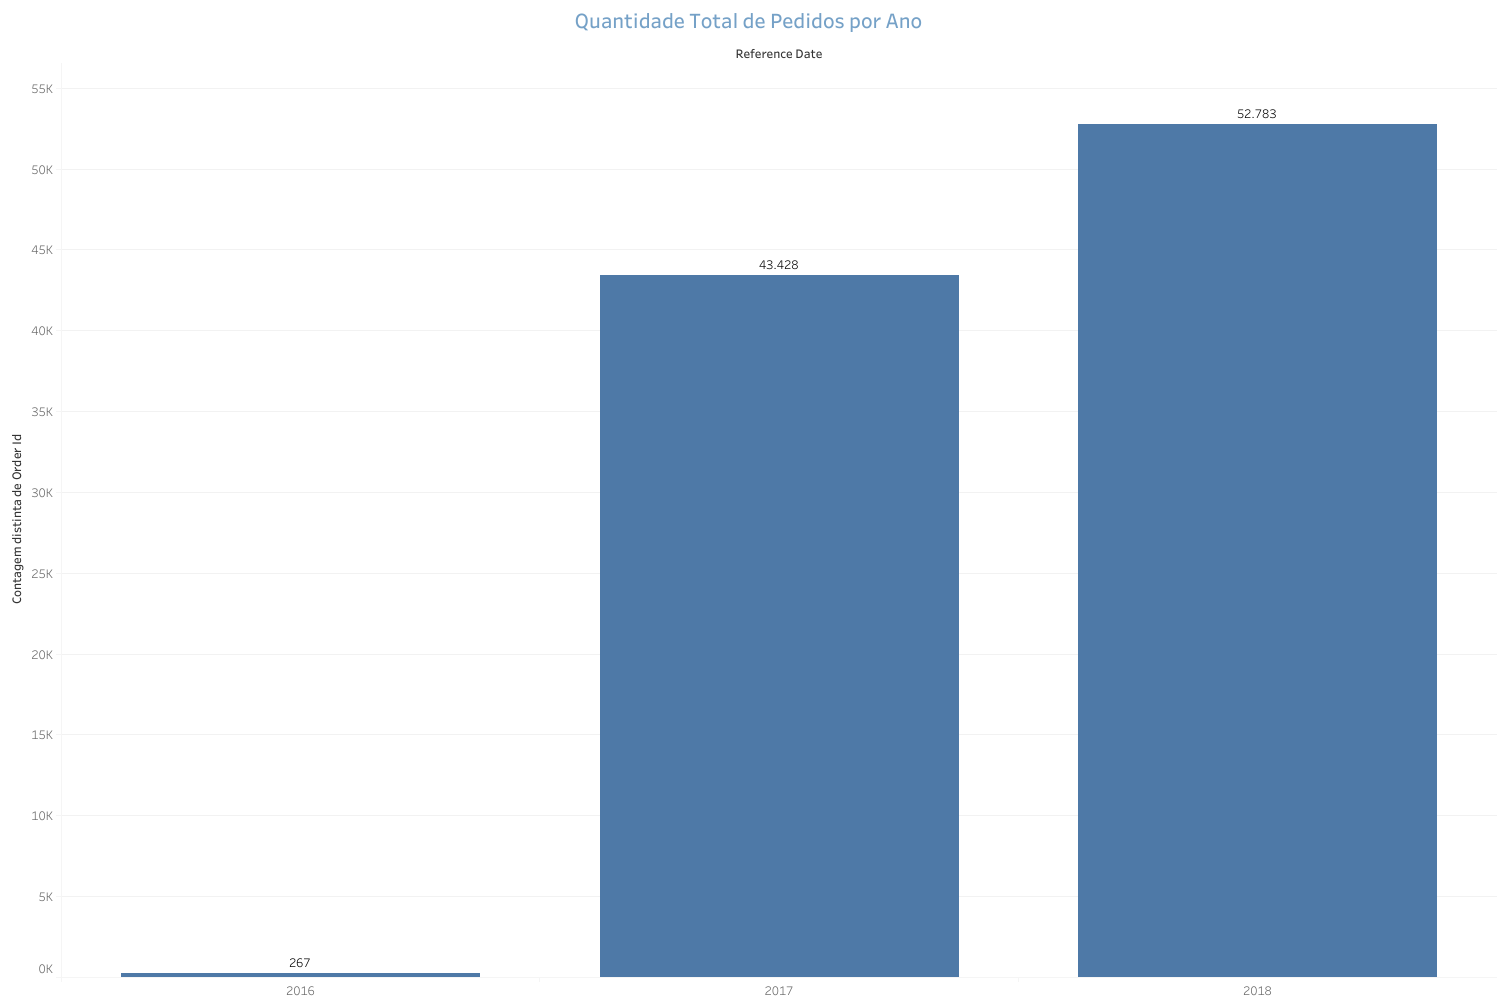 Quantidade Total de Pedidos por Ano
Reference Date
Contagem distinta de Order Id
55K
50K
45K
40K
35K
30K
25K
20K
15K
10K
5K
0K
267
43.428
52.783
2016
2017
2018